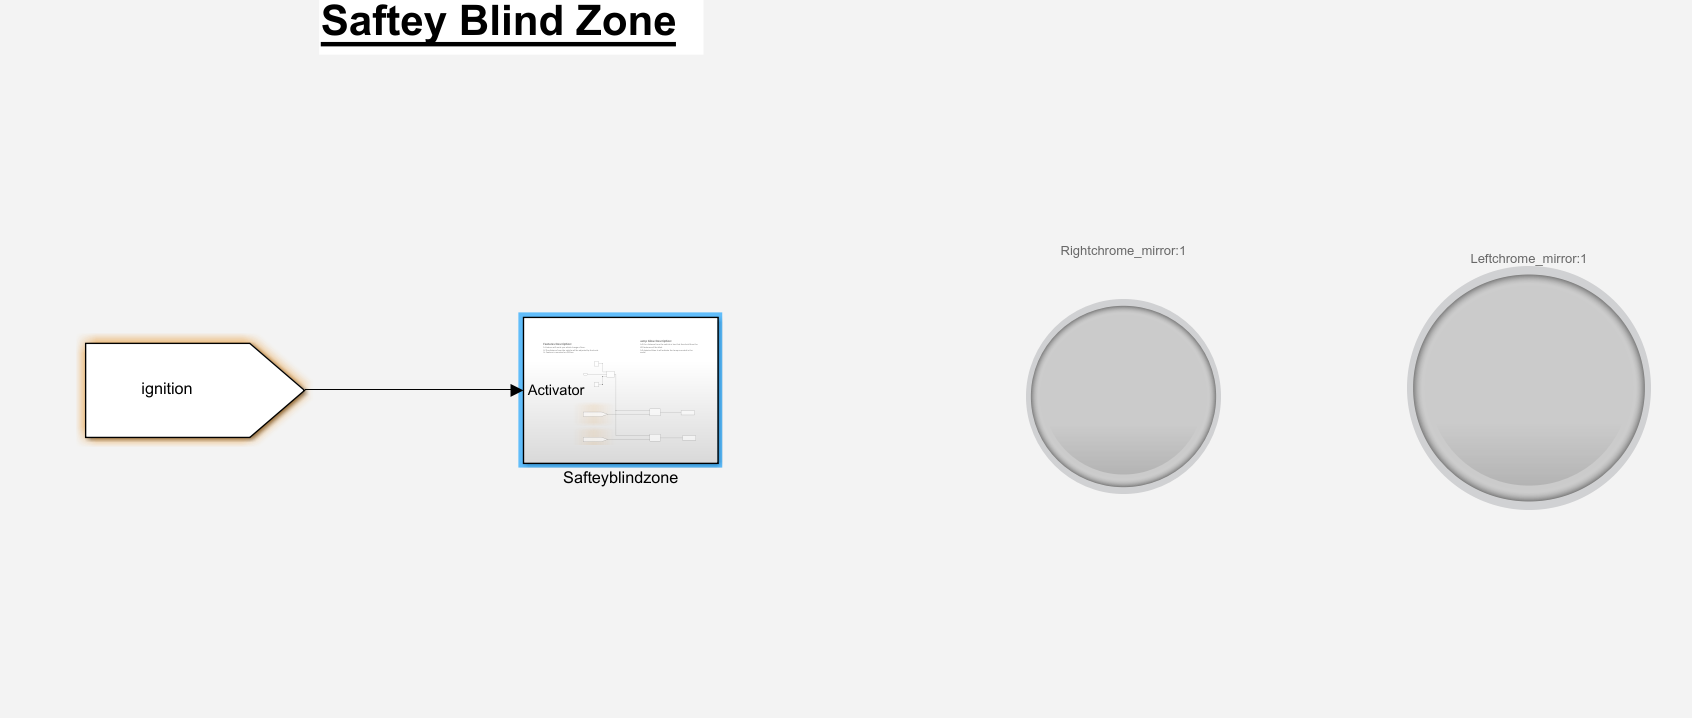 Saftey Blind Zone
Rightchrome_mirror:1
Leftchrome_mirror:1
ignition
Activator
Safteyblindzone